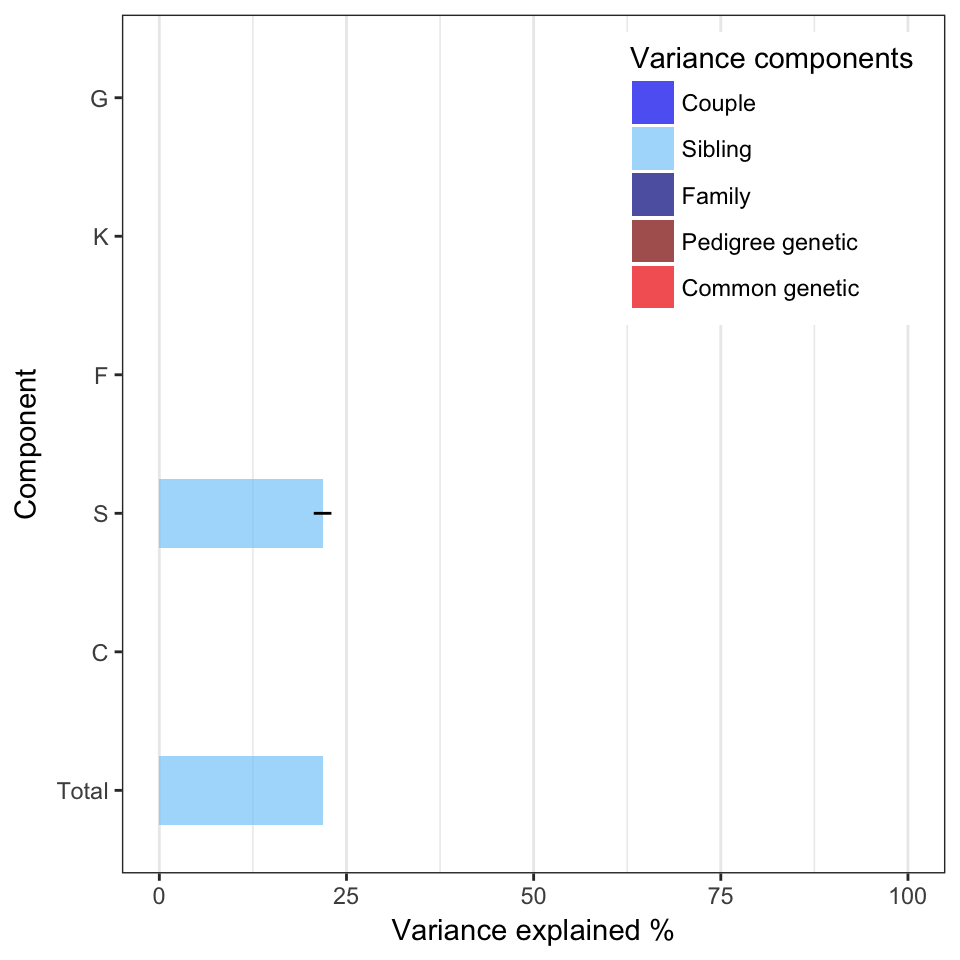 Variance components
Couple
Sibling
Family
Pedigree genetic
Common genetic
G
K
F
S
C
Total
Component
0 25 50 75 100
Variance explained %